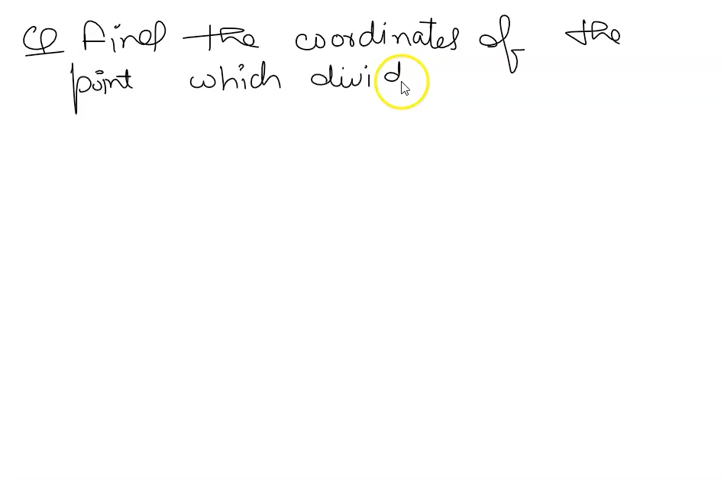 Q Find the coordinates of the
point which divid